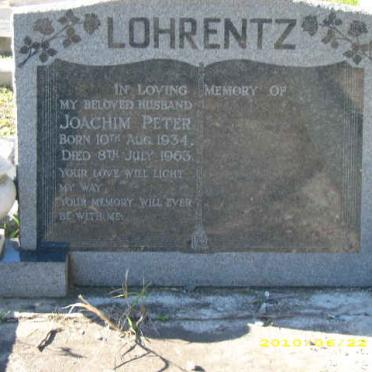 LOHRENTZ
IN LOVING MEMORY OF
MY BELOVED HUSBAND
JOACHIM PETER
BORN 10TH AUG. 1934.
DIED 8TH JULY 1963.
YOUR LOVE WILL LIGHT
MY WAY,
YOUR MEMORY WILL EVER
BE WITH ME.
2010/06/22